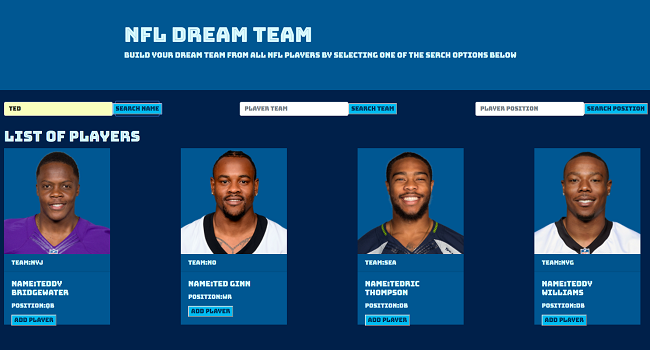 NFL DREAM TEAM
BUILD YOUR DREAM TEAM FROM ALL NFL PLAYERS BY SELECTING ONE OF THE SERCH OPTIONS BELOW
TED SEARCH NAME PLAYER TEAM SEARCH TEAM PLAYER POSITION SEARCH POSITION
LIST OF PLAYERS
TEAM:NYJ
NAME:TEDDY
BRIDGEWATER
POSITION:QB
ADD PLAYER
TEAM:NO
NAME:TED GINN
POSITION:WR
ADD PLAYER
TEAM:SEA
NAME:TEDRIC
THOMPSON
POSITION:DB
ADD PLAYER
TEAM:NYG
NAME:TEDDY
WILLIAMS
POSITION:DB
ADD PLAYER